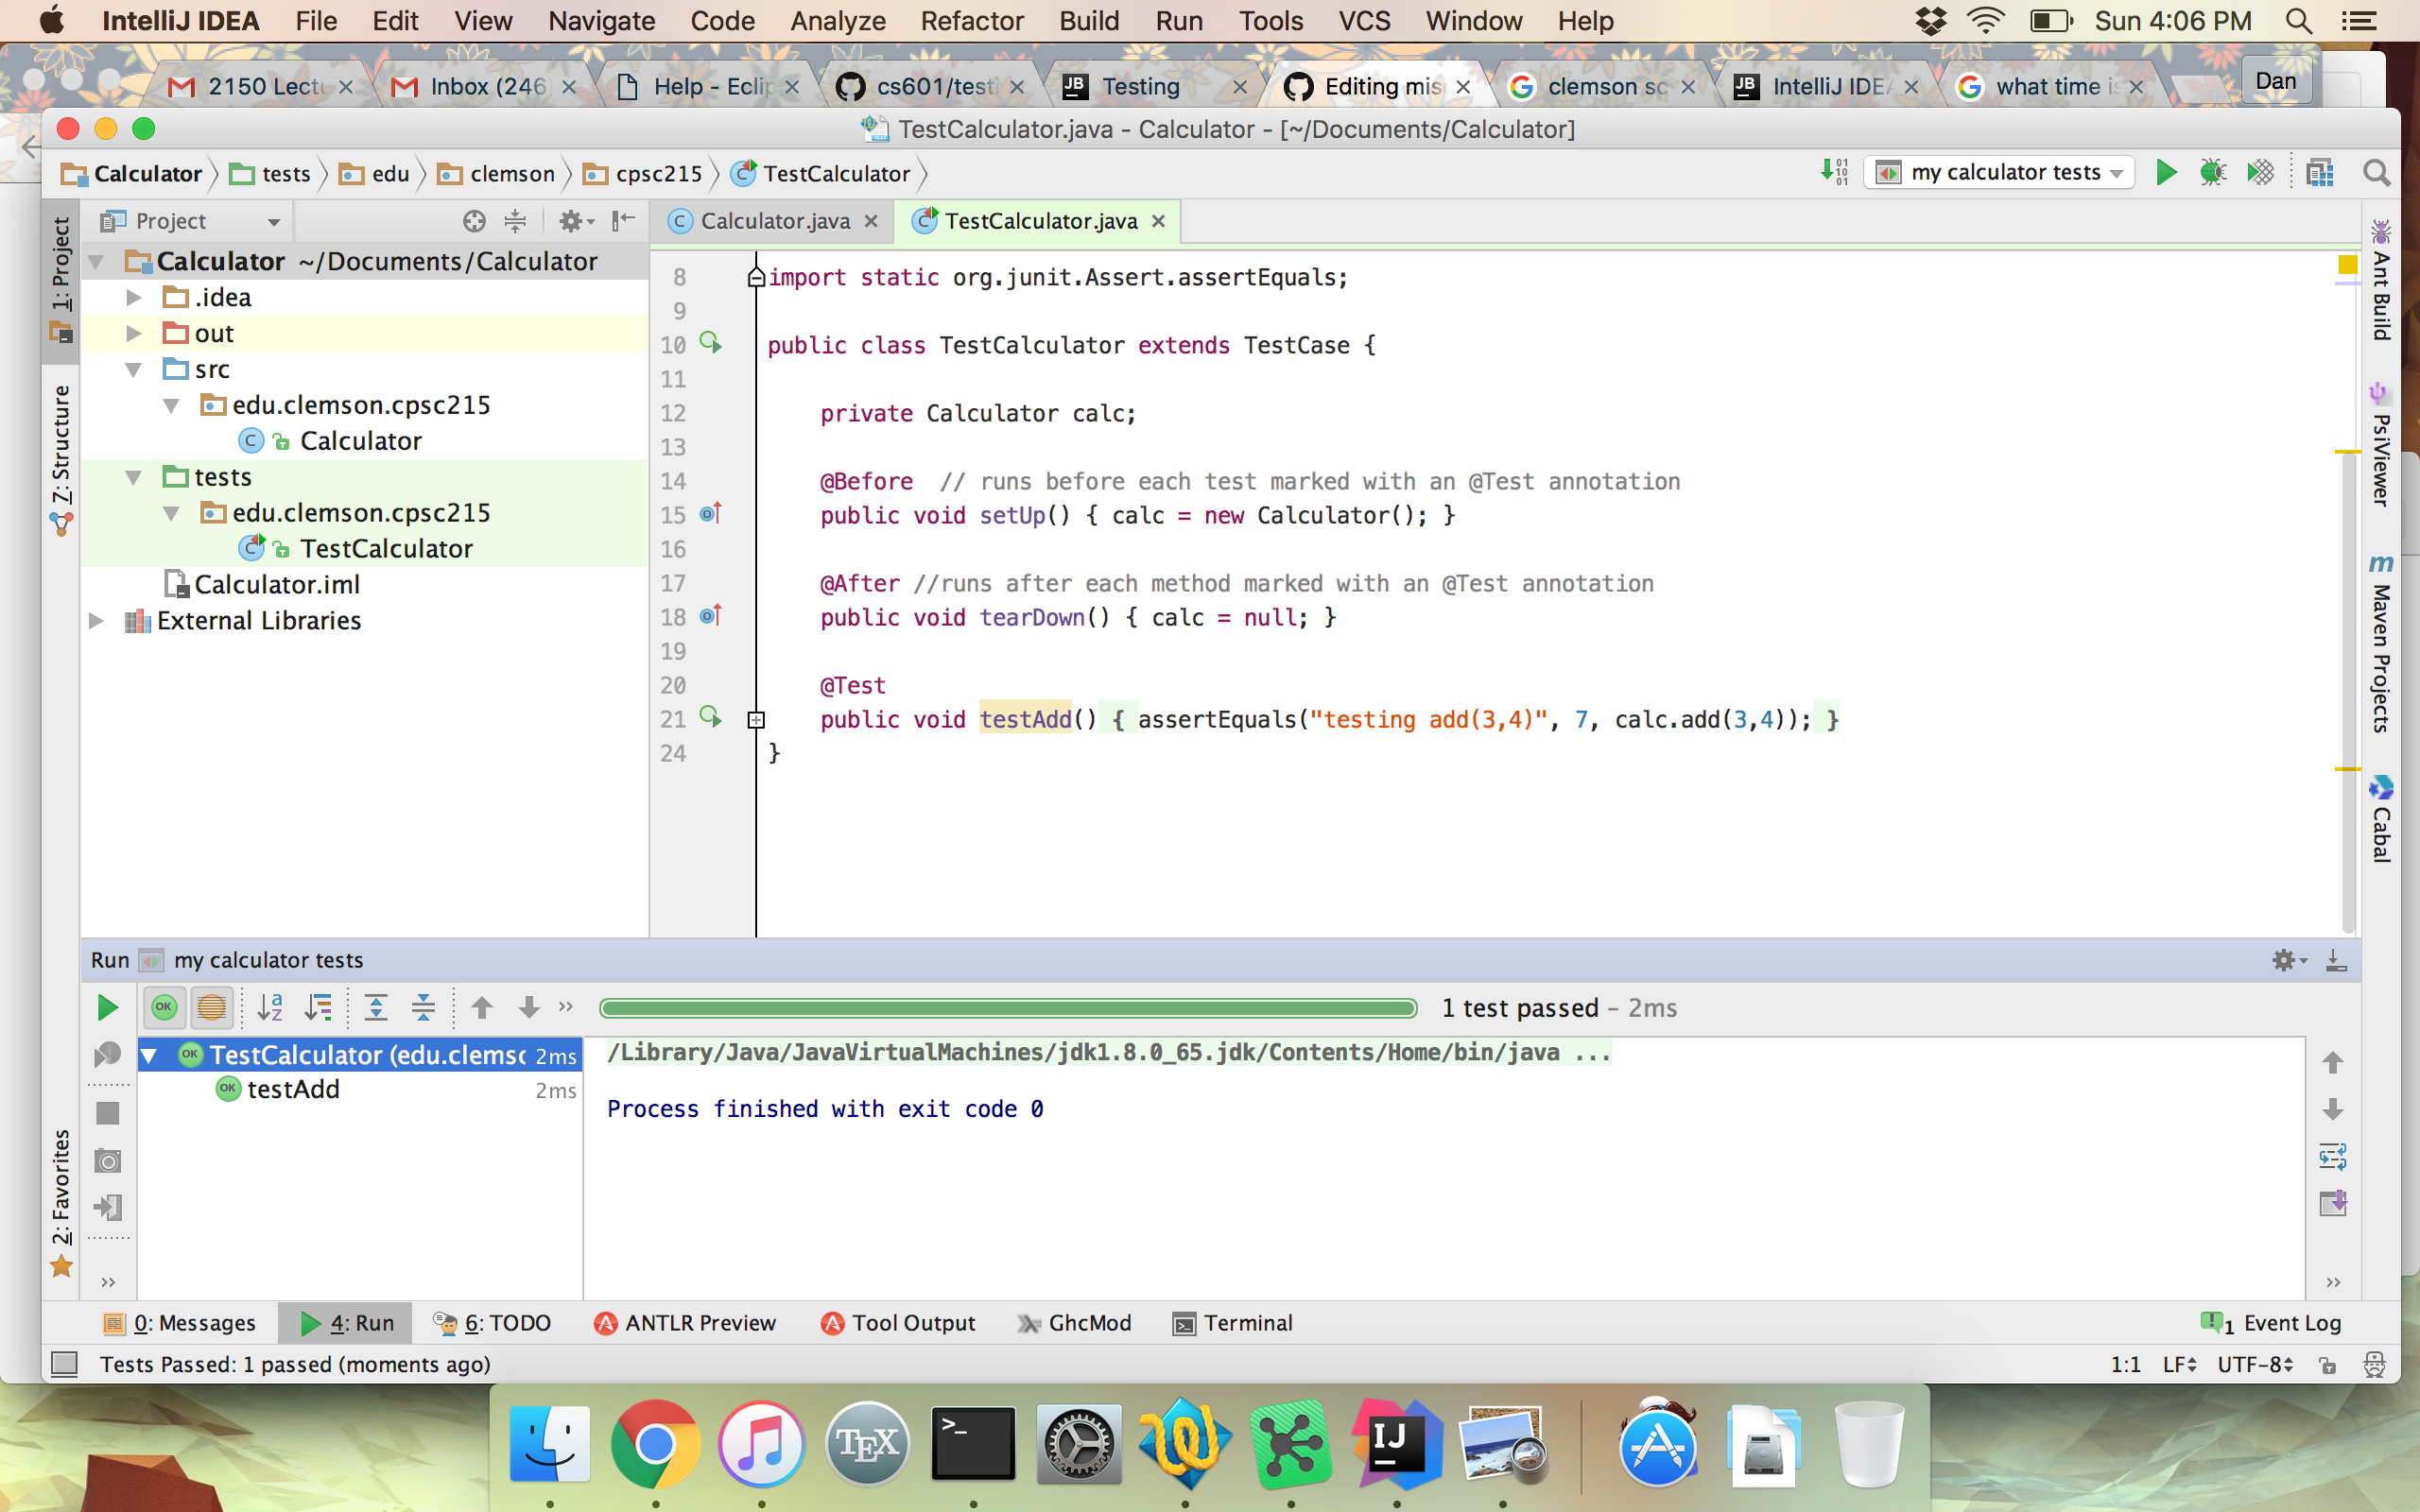 IntelliJ IDEA File Edit View Navigate Code Analyze Refactor Build Run Tools VCS Window Help Sun 4:06 PM
2150 Lectu Inbox (246 Help - Eclip cs601/testi Testing Editing mis clemson sc IntelliJ IDEA what time is Dan
TestCalculator.java - Calculator - [~/Documents/Calculator]
Calculator tests edu clemson cpsc215 TestCalculator my calculator tests
Project Calculator.java TestCalculator.java
1: Project
7: Structure
2: Favorites
Calculator ~/Documents/Calculator
.idea
out
src
edu.clemson.cpsc215
Calculator
tests
edu.clemson.cpsc215
TestCalculator
Calculator.iml
External Libraries
8 import static org.junit.Assert.assertEquals;
9
10 public class TestCalculator extends TestCase {
11
12 private Calculator calc;
13
14 @Before // runs before each test marked with an @Test annotation
15 public void setUp() { calc = new Calculator(); }
16
17 @After //runs after each method marked with an @Test annotation
18 public void tearDown() { calc = null; }
19
20 @Test
21 public void testAdd() { assertEquals("testing add(3,4)", 7, calc.add(3,4)); }
24 }
Ant Build
PsiViewer
Maven Projects
Cabal
Run my calculator tests
1 test passed – 2ms
TestCalculator (edu.clemsc 2ms
testAdd 2ms
/Library/Java/JavaVirtualMachines/jdk1.8.0_65.jdk/Contents/Home/bin/java ...
Process finished with exit code 0
0: Messages 4: Run 6: TODO ANTLR Preview Tool Output GhcMod Terminal 1 Event Log
Tests Passed: 1 passed (moments ago) 1:1 LF UTF-8
TEX
IJ